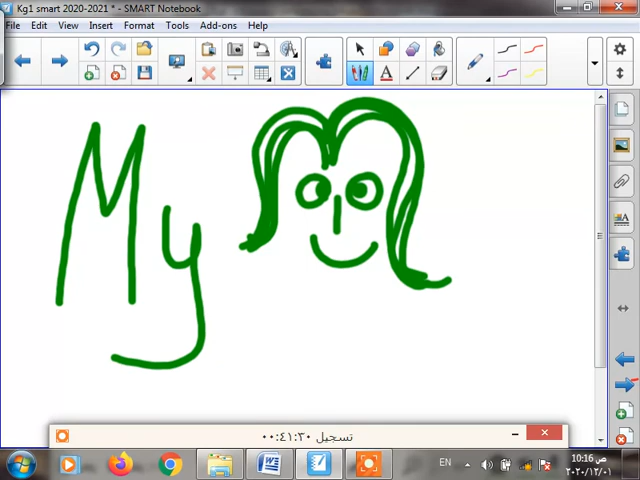 Kg1 smart 2020-2021 * - SMART Notebook
File Edit View Insert Format Tools Add-ons Help
My
تسجيل ٠٠:٤١:٣٠
EN
10:16 ص
٢٠٢٠/١٢/٠١